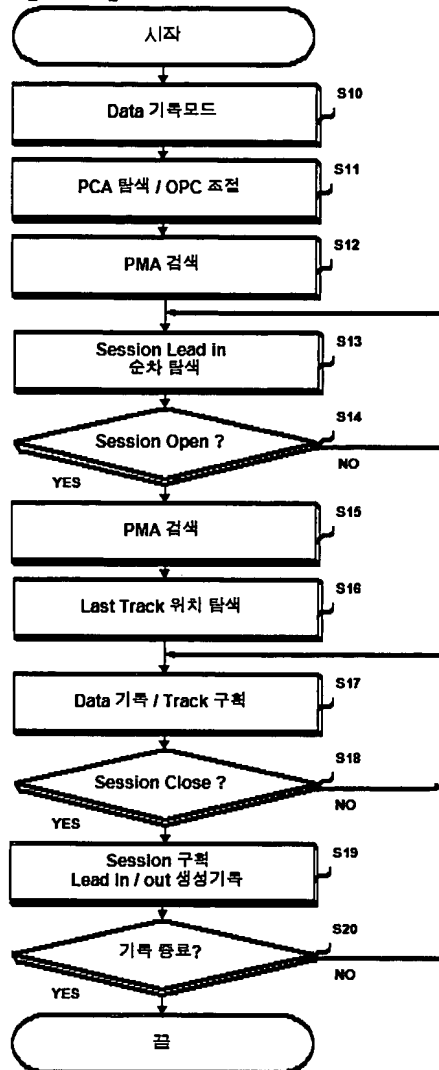 시작
S10
Data 기록모드
S11
PCA 탐색 / OPC 조절
S12
PMA 검색
S13
Session Lead in
순차 탐색
S14
Session Open ?
NO
YES
S15
PMA 검색
S16
Last Track 위치 탐색
S17
Data 기록 / Track 구획
S18
Session Close ?
NO
YES
S19
Session 구획
Lead in / out 생성기록
S20
기록 종료?
NO
YES
끝